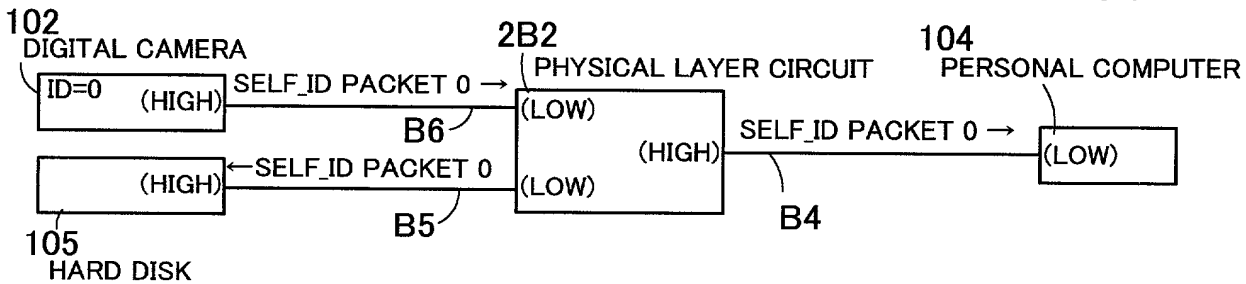 102
DIGITAL CAMERA
ID=0
(HIGH)
SELF_ID PACKET 0 →
B6
2B2
PHYSICAL LAYER CIRCUIT
(LOW)
(HIGH)
(LOW)
104
PERSONAL COMPUTER
SELF_ID PACKET 0 →
(LOW)
B4
(HIGH)
←SELF_ID PACKET 0
B5
105
HARD DISK